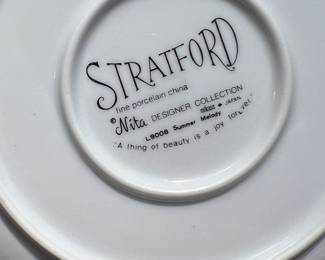 STRATFORD
fine porcelain china
©Nita DESIGNER COLLECTION
JAPAN
L9008 Summer Melody
"A thing of beauty is a joy forever"